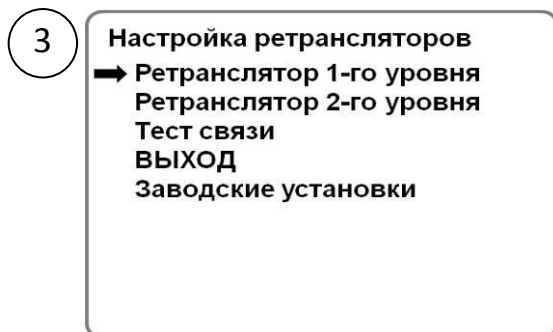 3
Настройка ретрансляторов
Ретранслятор 1-го уровня
Ретранслятор 2-го уровня
Тест связи
ВЫХОД
Заводские установки